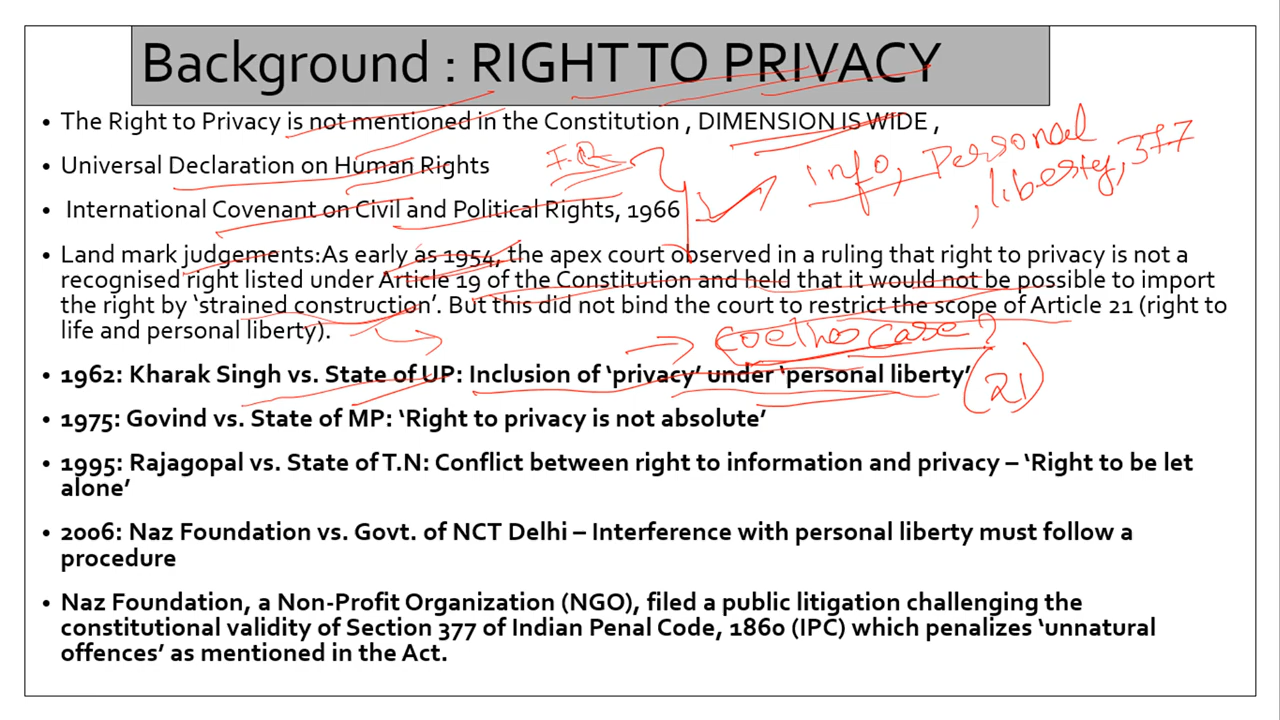 Background : RIGHT TO PRIVACY
• The Right to Privacy is not mentioned in the Constitution , DIMENSION IS WIDE ,
• Universal Declaration on Human Rights
info, Personal
, liberty, 377
• International Covenant on Civil and Political Rights, 1966
• Land mark judgements:As early as 1954, the apex court observed in a ruling that right to privacy is not a
recognised right listed under Article 19 of the Constitution and held that it would not be possible to import
the right by ‘strained construction’. But this did not bind the court to restrict the scope of Article 21 (right to
life and personal liberty).
Coelho case?
• 1962: Kharak Singh vs. State of UP: Inclusion of ‘privacy’ under ‘personal liberty’
(21)
• 1975: Govind vs. State of MP: ‘Right to privacy is not absolute’
• 1995: Rajagopal vs. State of T.N: Conflict between right to information and privacy – ‘Right to be let
alone’
• 2006: Naz Foundation vs. Govt. of NCT Delhi – Interference with personal liberty must follow a
procedure
• Naz Foundation, a Non-Profit Organization (NGO), filed a public litigation challenging the
constitutional validity of Section 377 of Indian Penal Code, 1860 (IPC) which penalizes ‘unnatural
offences’ as mentioned in the Act.